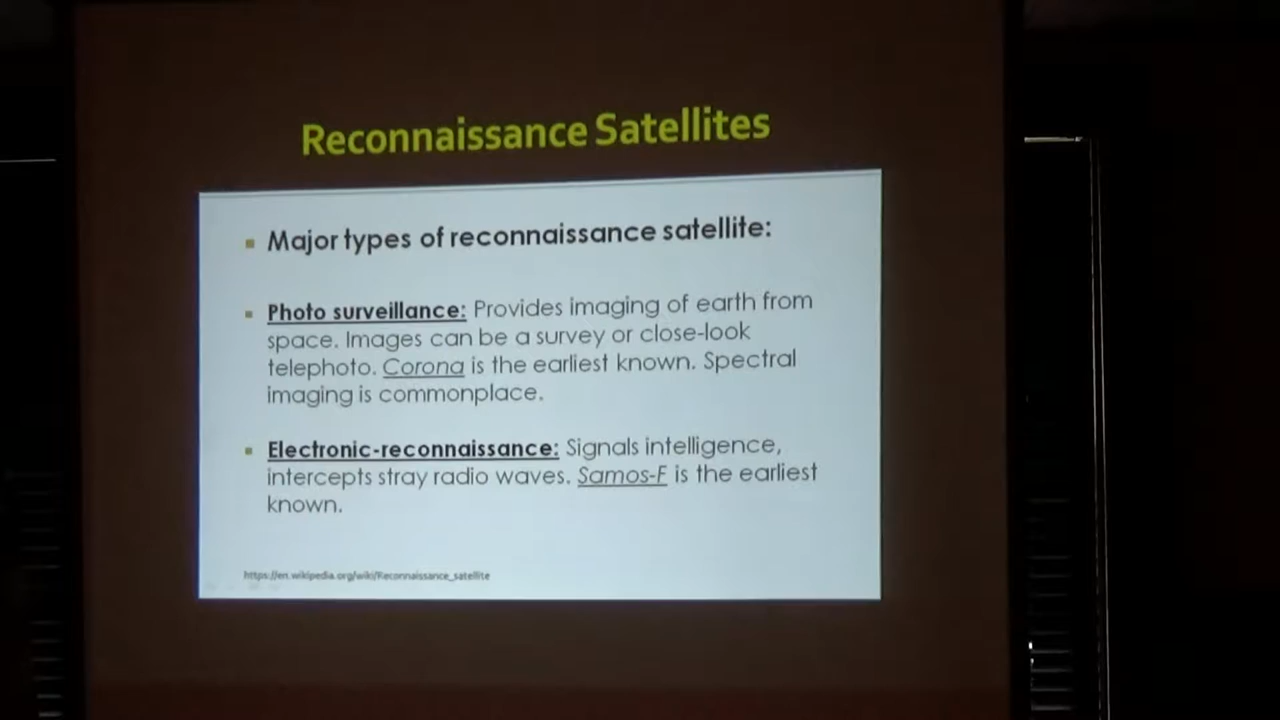 Reconnaissance Satellites
Major types of reconnaissance satellite:
Photo surveillance: Provides imaging of earth from
space. Images can be a survey or close-look
telephoto. Corona is the earliest known. Spectral
imaging is commonplace.
Electronic-reconnaissance: Signals intelligence,
intercepts stray radio waves. Samos-F is the earliest
known.
https://en.wikipedia.org/wiki/Reconnaissance_satellite